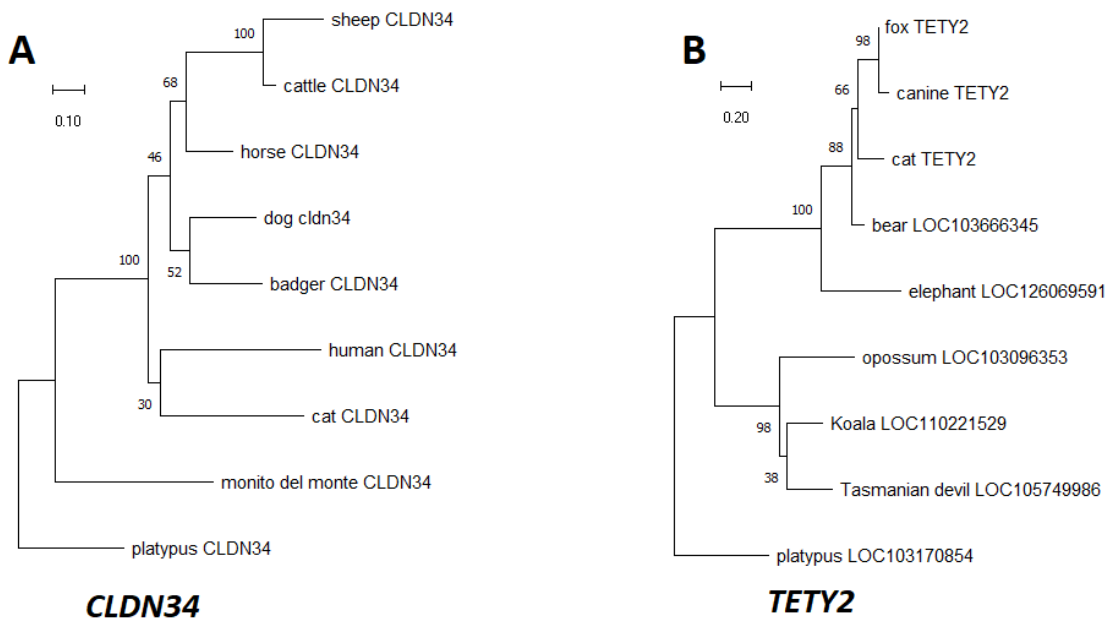 A
0.10
sheep CLDN34
100
cattle CLDN34
68
horse CLDN34
46
dog cldn34
100
52
badger CLDN34
human CLDN34
30
cat CLDN34
monito del monte CLDN34
platypus CLDN34
CLDN34
B
0.20
fox TETY2
98
canine TETY2
66
cat TETY2
88
bear LOC103666345
100
elephant LOC126069591
opossum LOC103096353
Koala LOC110221529
98
38
Tasmanian devil LOC105749986
platypus LOC103170854
TETY2